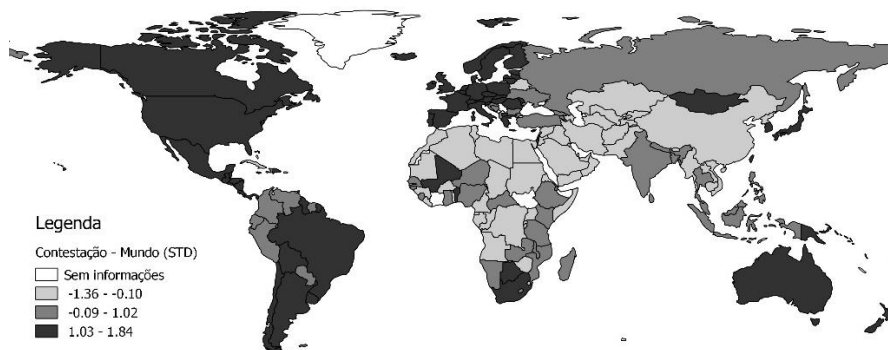 Legenda
Contestação - Mundo (STD)
Sem informações
-1.36 - -0.10
-0.09 - 1.02
1.03 - 1.84